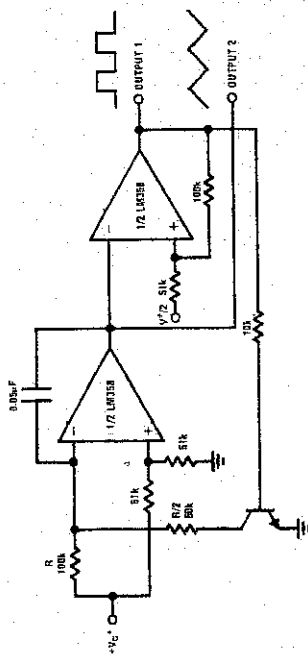 0.05µF
R
100k
+Vc*
51k
R/2
50k
51k
−
+
1/2 LM358
V+/2
51k
−
+
1/2 LM358
100k
10k
OUTPUT 1
OUTPUT 2